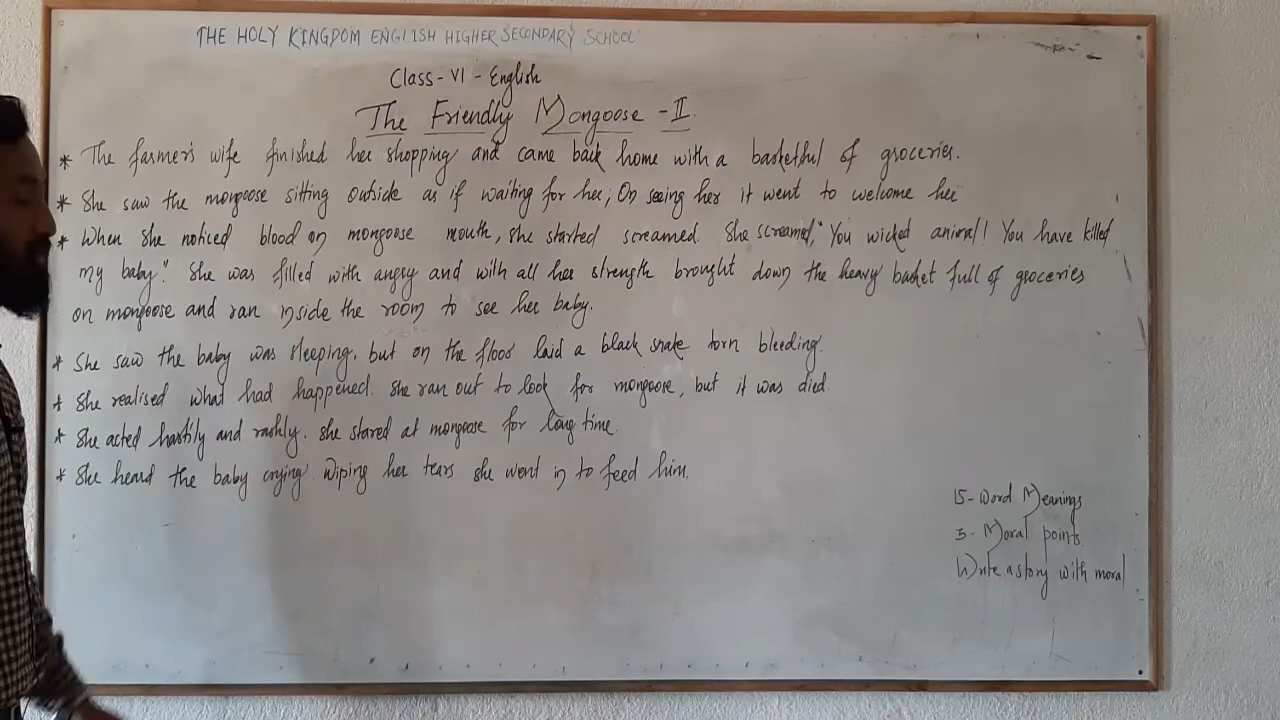 THE HOLY KINGDOM ENGLISH HIGHER SECONDARY SCHOOL
Class - VI - English
The Friendly Mongoose - II
* The farmer's wife finished her shopping and came back home with a basketful of groceries.
* She saw the mongoose sitting outside as if waiting for her; On seeing her it went to welcome her
* When she noticed blood on mongoose mouth, she started screamed. She screamed, "You wicked animal! You have killed
my baby". She was filled with angry and with all her strength brought down the heavy basket full of groceries
on mongoose and ran inside the room to see her baby.
* She saw the baby was sleeping, but on the floor laid a black snake torn bleeding.
* She realised what had happened. She ran out to look for mongoose, but it was died.
* She acted hastily and rashly. She stared at mongoose for long time.
* She heard the baby crying. Wiping her tears she went in to feed him.
15 - Word Meanings
5 - Moral points
Write a story with moral